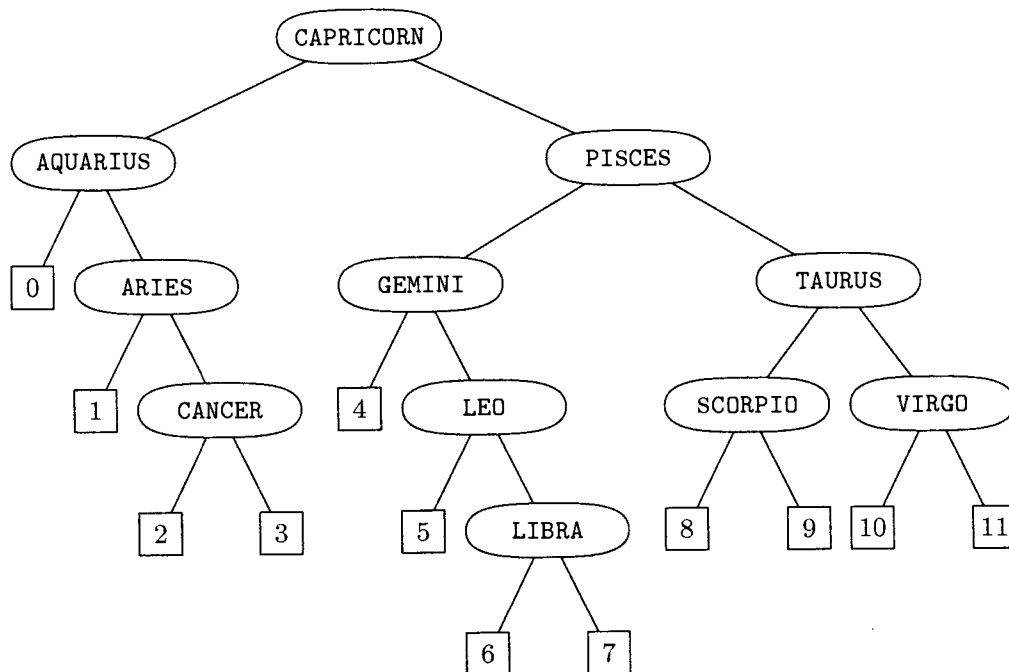 CAPRICORN
AQUARIUS PISCES
0 ARIES GEMINI TAURUS
1 CANCER 4 LEO SCORPIO VIRGO
2 3 5 LIBRA 8 9 10 11
6 7